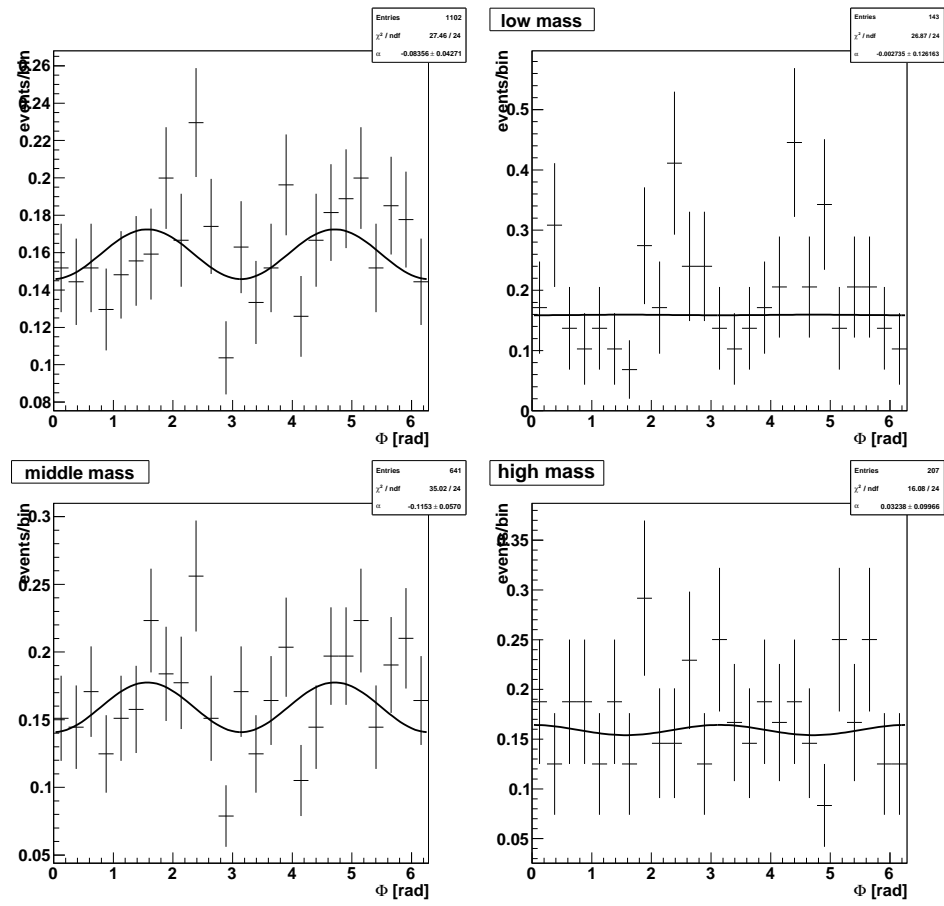 Entries 1102
χ² / ndf 27.46 / 24
α -0.08356 ± 0.04271
events/bin
0.26
0.24
0.22
0.2
0.18
0.16
0.14
0.12
0.1
0.08
0 1 2 3 4 5 6
Φ [rad]
low mass
Entries 143
χ² / ndf 26.87 / 24
α -0.002735 ± 0.126163
events/bin
0.5
0.4
0.3
0.2
0.1
0
0 1 2 3 4 5 6
Φ [rad]
middle mass
Entries 641
χ² / ndf 35.02 / 24
α -0.1153 ± 0.0570
events/bin
0.3
0.25
0.2
0.15
0.1
0.05
0 1 2 3 4 5 6
Φ [rad]
high mass
Entries 207
χ² / ndf 16.08 / 24
α 0.03238 ± 0.09966
events/bin
0.35
0.3
0.25
0.2
0.15
0.1
0.05
0 1 2 3 4 5 6
Φ [rad]